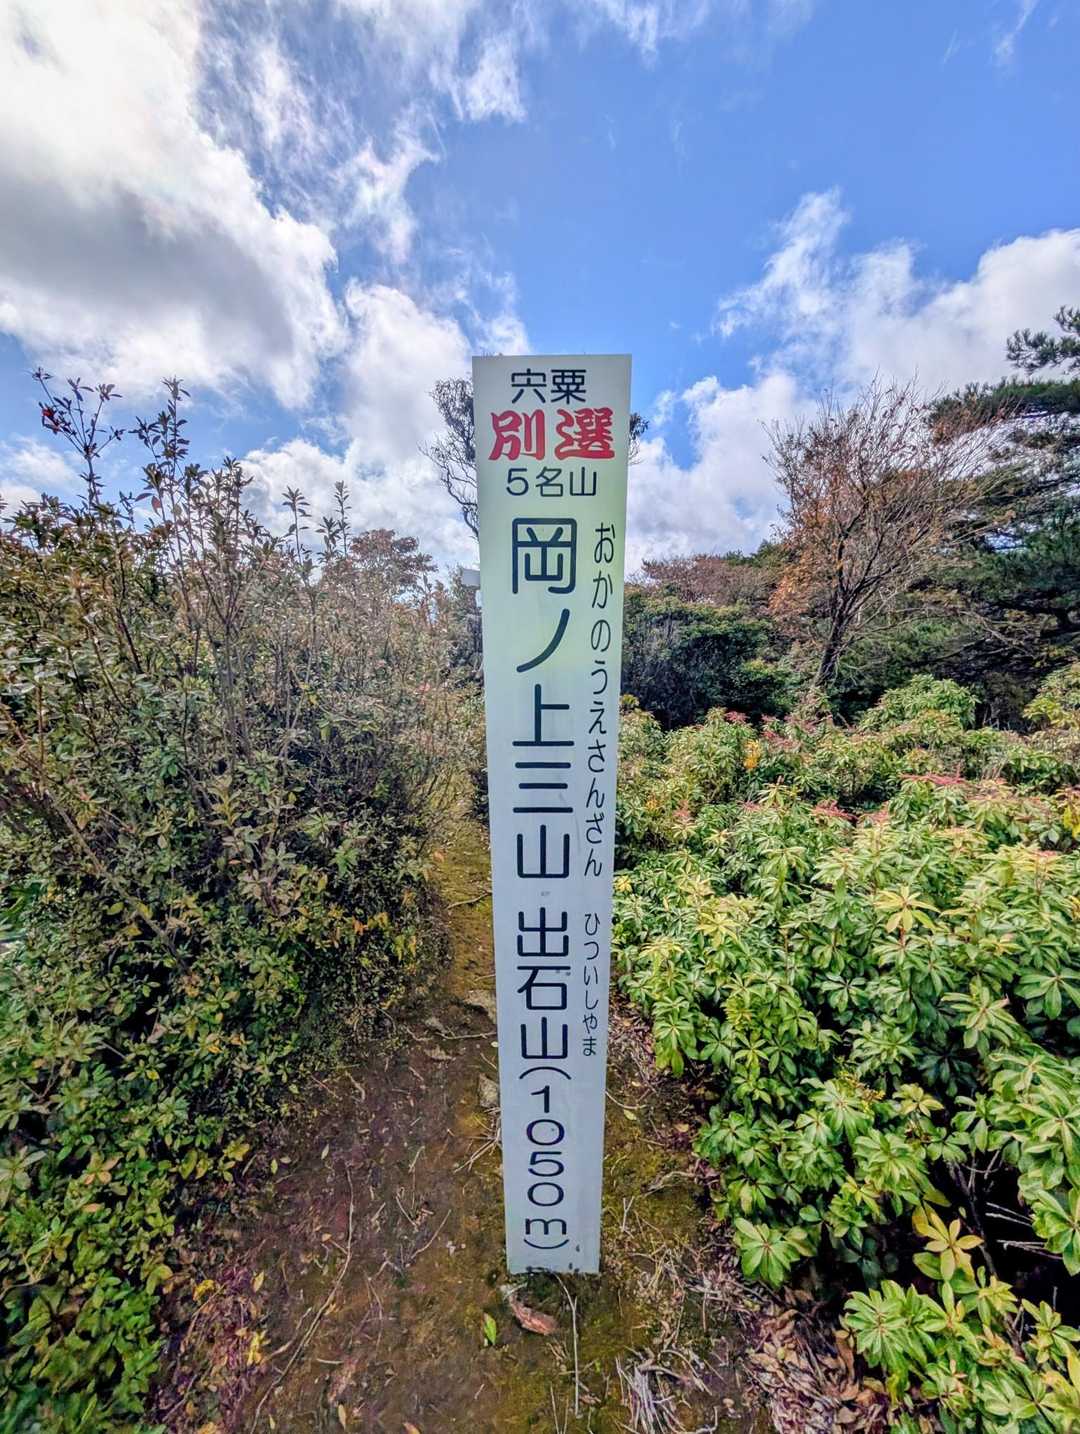 宍粟
別選
5名山
岡ノ上三山 出石山(1050m)
おかのうえさんざん ひついしやま